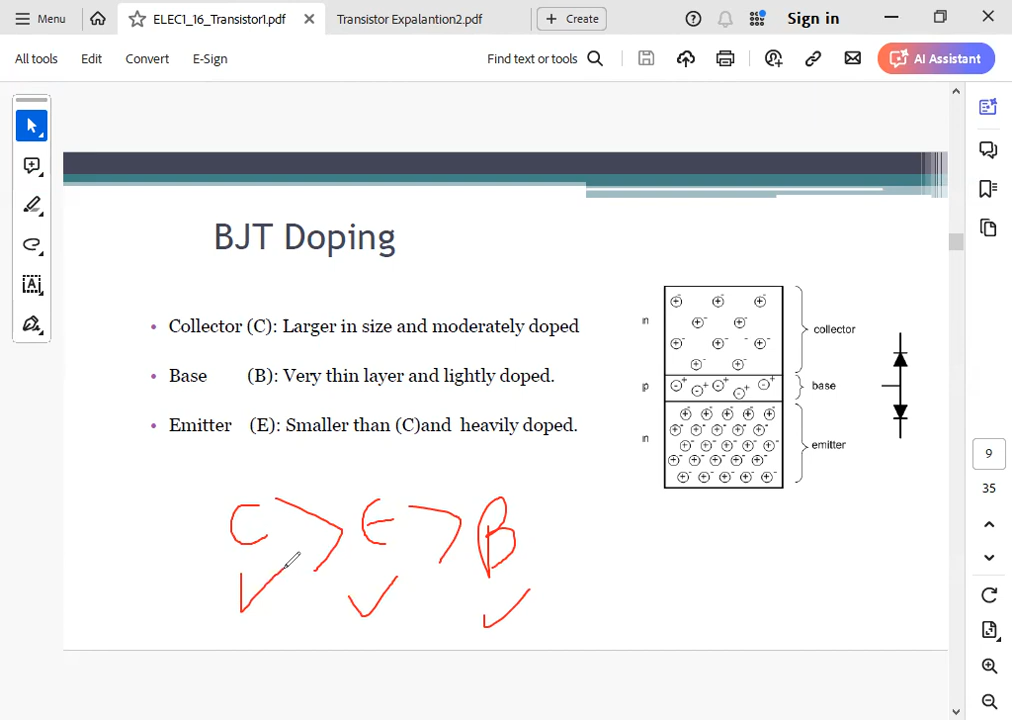 Menu
ELEC1_16_Transistor1.pdf
Transistor Expalantion2.pdf
Create
Sign in
All tools
Edit
Convert
E-Sign
Find text or tools
AI Assistant
BJT Doping
• Collector (C): Larger in size and moderately doped
• Base (B): Very thin layer and lightly doped.
• Emitter (E): Smaller than (C)and heavily doped.
n
collector
p
base
n
emitter
C > E > B
9
35